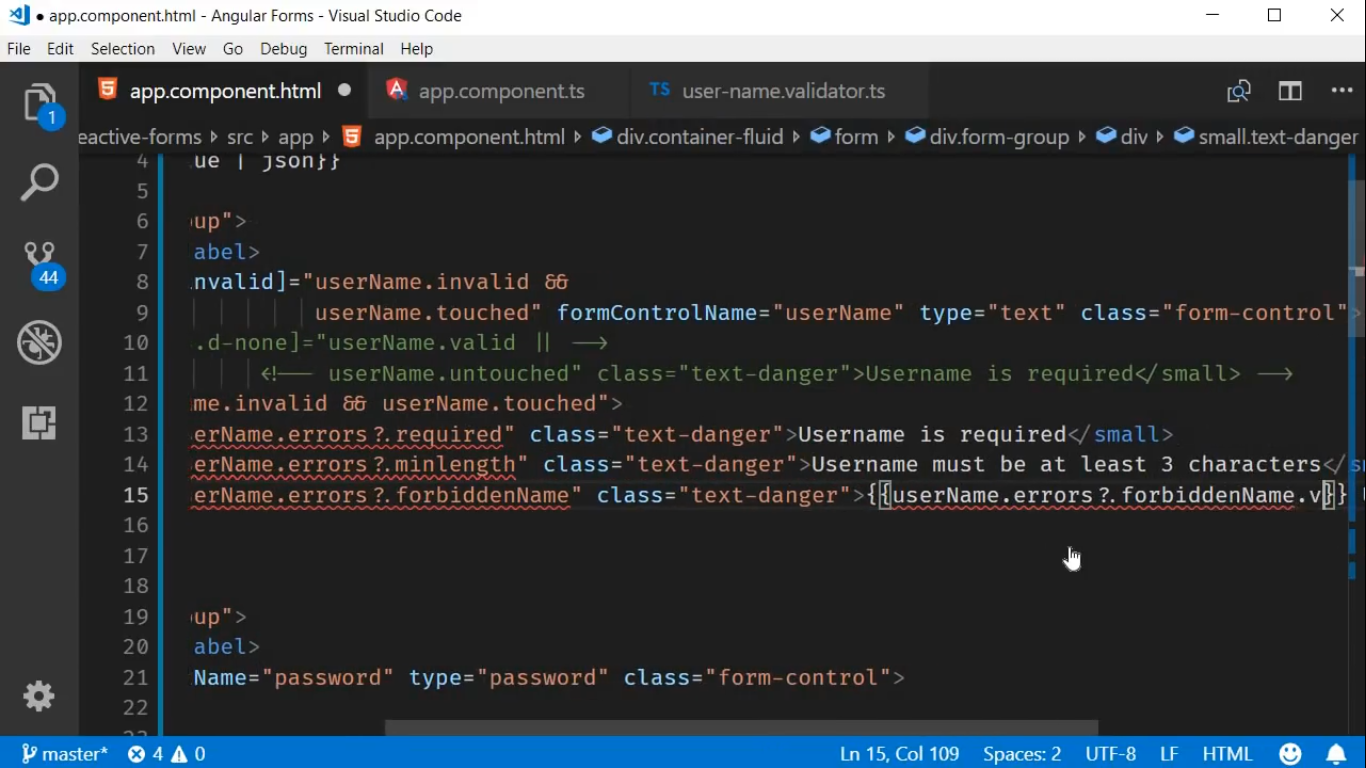 app.component.html - Angular Forms - Visual Studio Code
File Edit Selection View Go Debug Terminal Help
1
app.component.html
app.component.ts
TS user-name.validator.ts
eactive-forms › src › app › app.component.html › div.container-fluid › form › div.form-group › div › small.text-danger
4 ue | json}}
5
6 up">
7 abel>
8 nvalid]="userName.invalid &&
9 userName.touched" formControlName="userName" type="text" class="form-control">
10 .d-none]="userName.valid || -->
11 <!-- userName.untouched" class="text-danger">Username is required</small> -->
12 me.invalid && userName.touched">
13 erName.errors?.required" class="text-danger">Username is required</small>
14 erName.errors?.minlength" class="text-danger">Username must be at least 3 characters</s
15 erName.errors?.forbiddenName" class="text-danger">{{userName.errors?.forbiddenName.v}}
16
17
18
19 up">
20 abel>
21 Name="password" type="password" class="form-control">
22
44
master* 4 0 Ln 15, Col 109 Spaces: 2 UTF-8 LF HTML